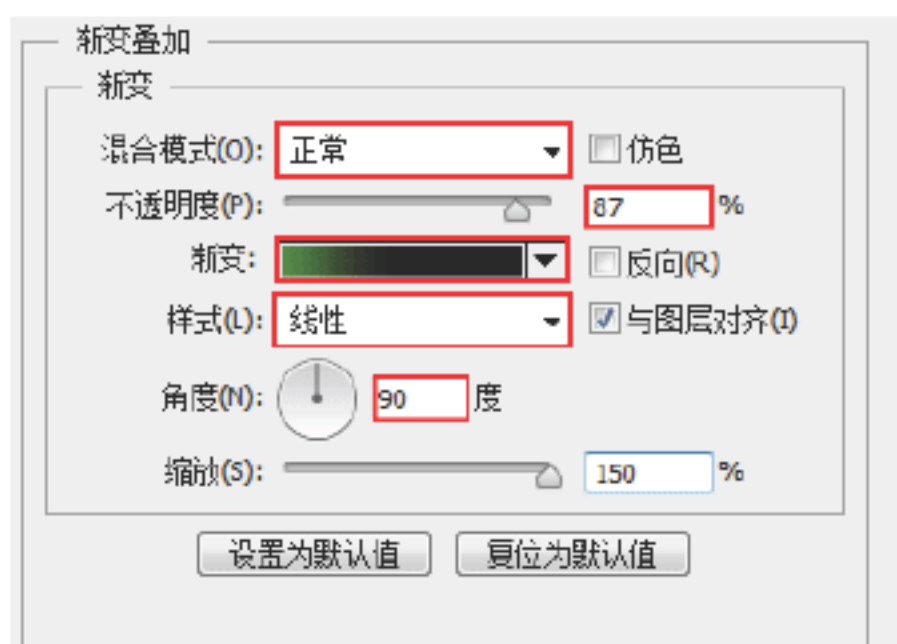 渐变叠加
渐变
混合模式(O): 正常 仿色
不透明度(P): 87 %
渐变: 反向(R)
样式(L): 线性 与图层对齐(I)
角度(N): 90 度
缩放(S): 150 %
设置为默认值 复位为默认值